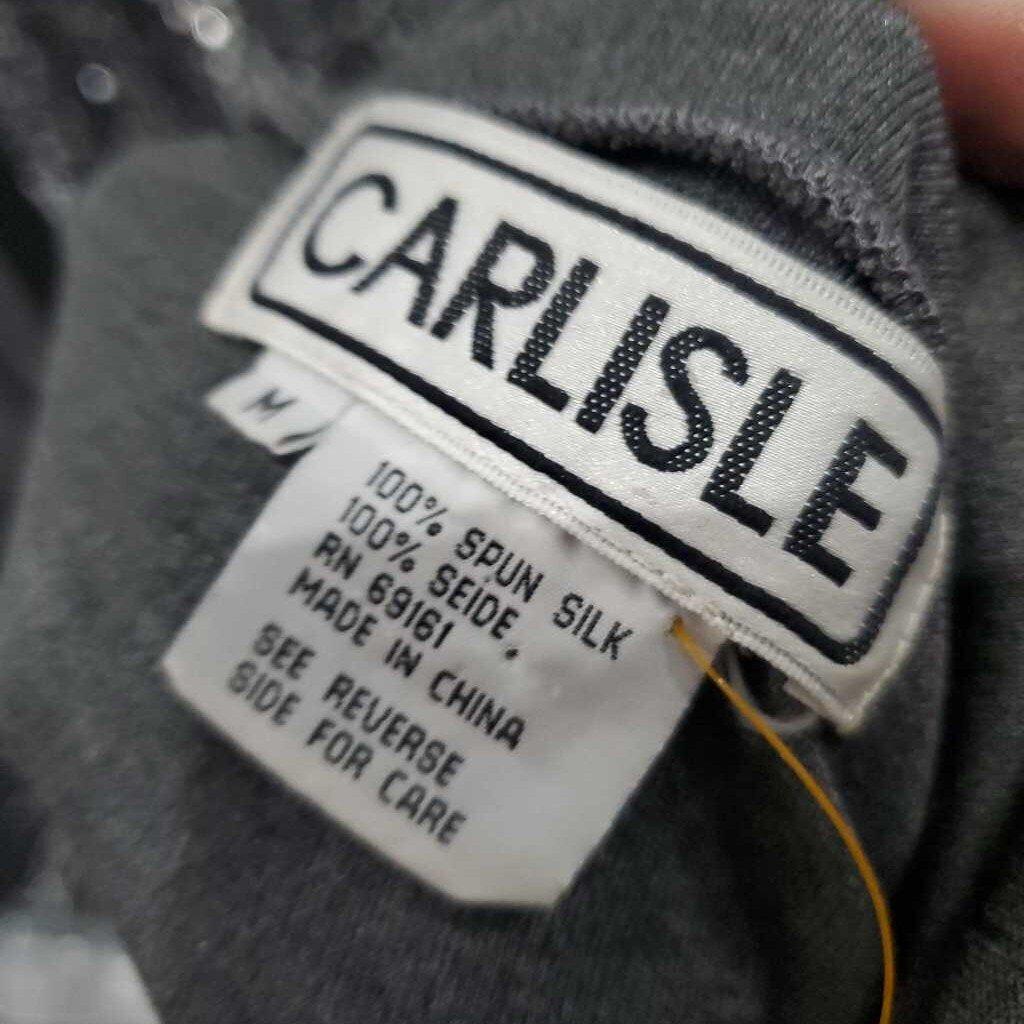 CARLISLE
M
100% SPUN SILK
100% SEIDE.
RN 69161
MADE IN CHINA
SEE REVERSE
SIDE FOR CARE